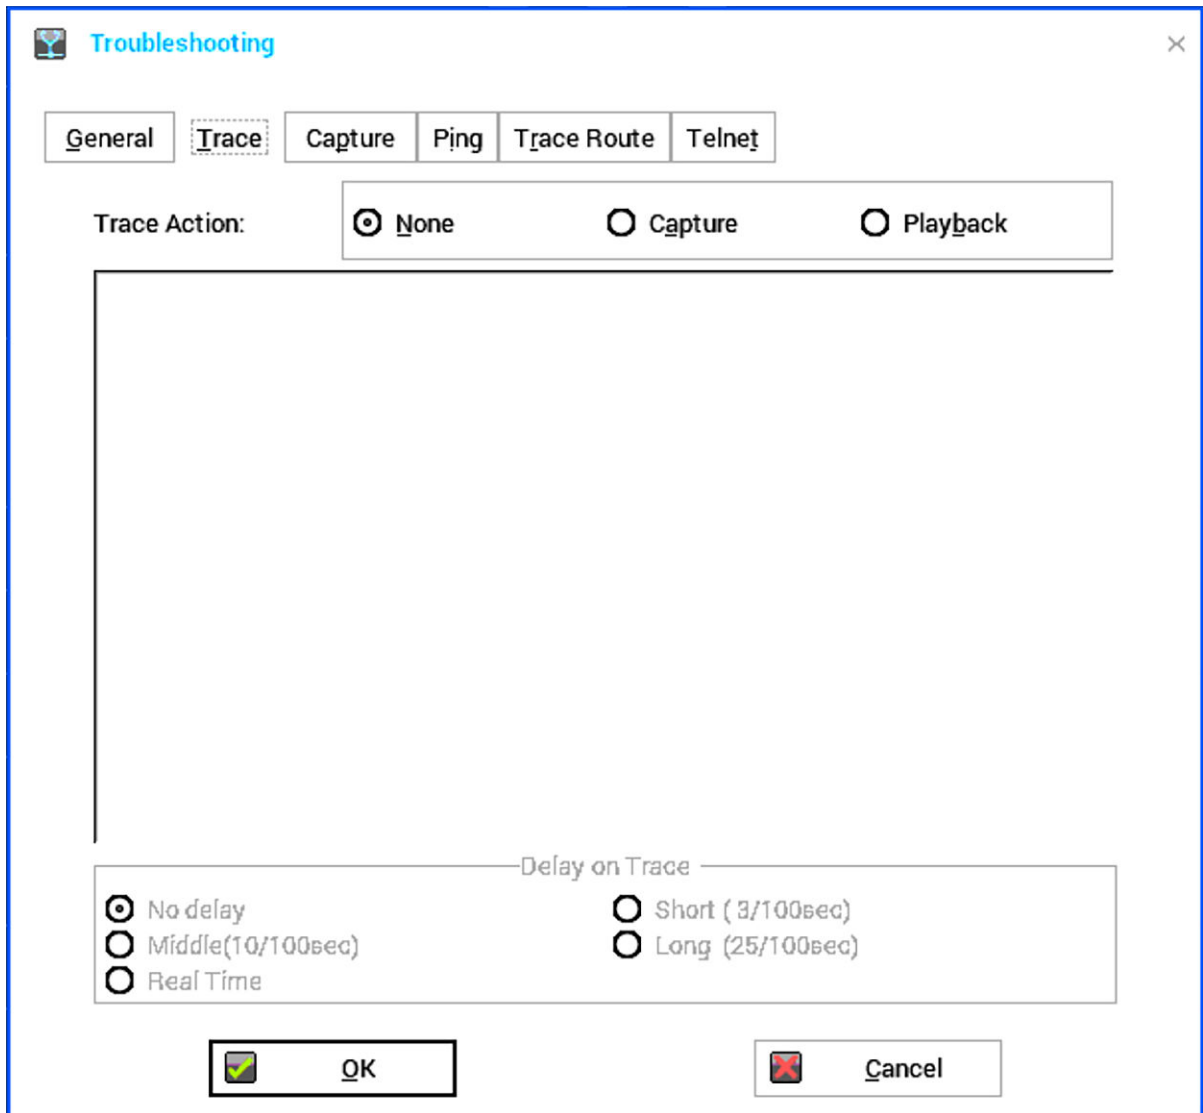 Troubleshooting
General Trace Capture Ping Trace Route Telnet
Trace Action: None Capture Playback
Delay on Trace
No delay Short ( 3/100sec)
Middle(10/100sec) Long (25/100sec)
Real Time
OK Cancel